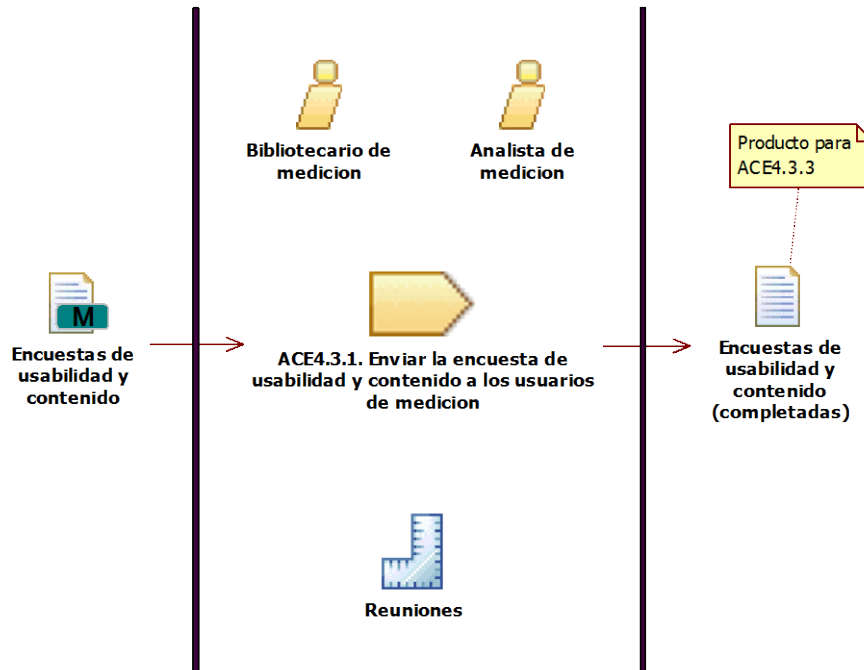 Bibliotecario de
medicion
Analista de
medicion
Producto para
ACE4.3.3
M
Encuestas de
usabilidad y
contenido
ACE4.3.1. Enviar la encuesta de
usabilidad y contenido a los usuarios
de medicion
Encuestas de
usabilidad y
contenido
(completadas)
Reuniones